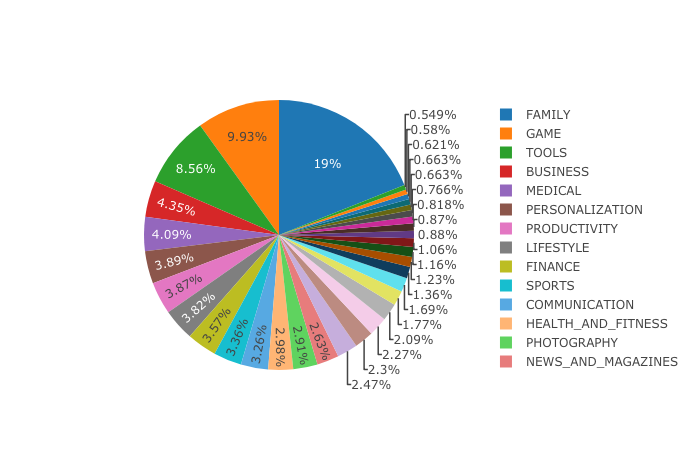 19%
9.93%
8.56%
4.35%
4.09%
3.89%
3.87%
3.82%
3.57%
3.36%
3.26%
2.98%
2.91%
2.63%
2.47%
2.3%
2.27%
2.09%
1.77%
1.69%
1.36%
1.23%
1.16%
1.06%
0.88%
0.87%
0.818%
0.766%
0.663%
0.663%
0.621%
0.58%
0.549%
FAMILY
GAME
TOOLS
BUSINESS
MEDICAL
PERSONALIZATION
PRODUCTIVITY
LIFESTYLE
FINANCE
SPORTS
COMMUNICATION
HEALTH_AND_FITNESS
PHOTOGRAPHY
NEWS_AND_MAGAZINES